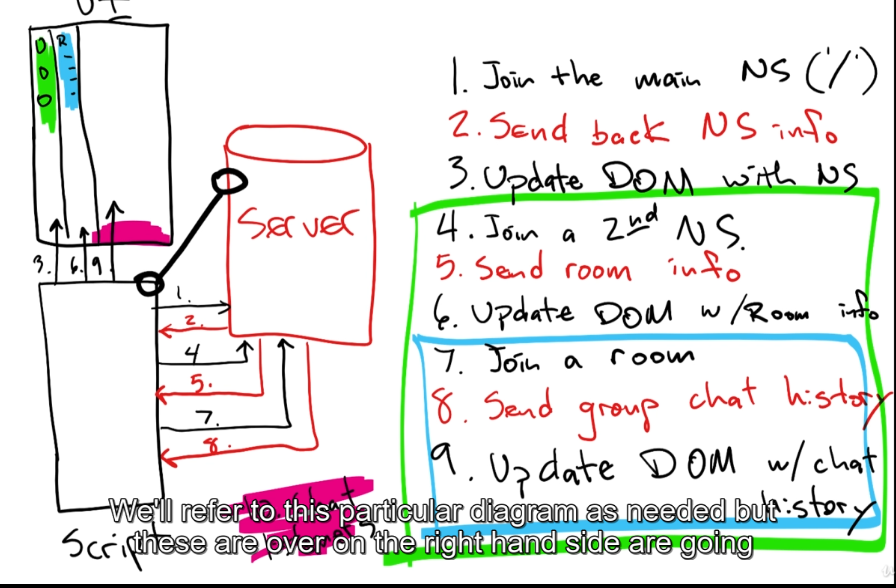 R
3. 6. 9.
Server
1.
2.
4
5.
7.
8.
Script
1. Join the main NS ('/')
2. Send back NS info
3. Update DOM with NS
4. Join a 2nd NS.
5. Send room info
6. Update DOM w/Room info
7. Join a room
8. Send group chat history
9. Update DOM w/chat
history
We'll refer to this particular diagram as needed but
these are over on the right hand side are going